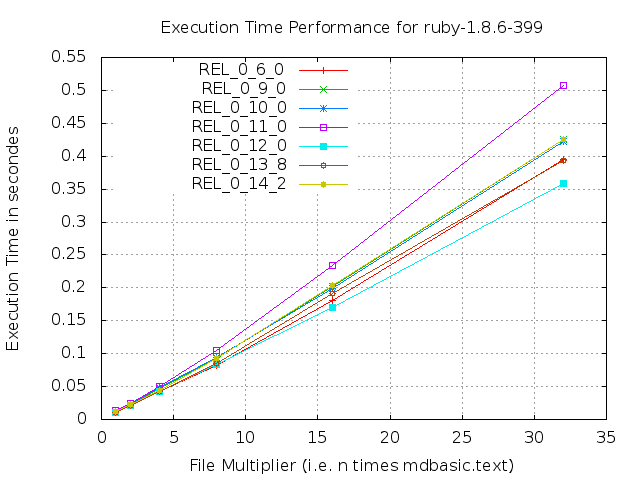 Execution Time Performance for ruby-1.8.6-399
0.55
0.5
0.45
0.4
0.35
0.3
0.25
0.2
0.15
0.1
0.05
0
Execution Time in secondes
REL_0_6_0
REL_0_9_0
REL_0_10_0
REL_0_11_0
REL_0_12_0
REL_0_13_8
REL_0_14_2
0 5 10 15 20 25 30 35
File Multiplier (i.e. n times mdbasic.text)